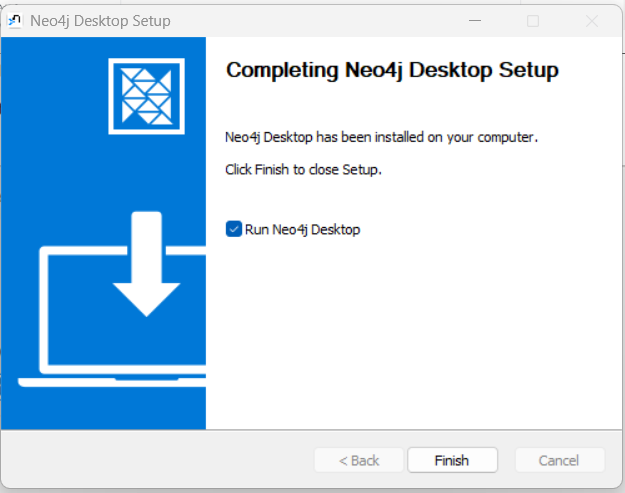 Neo4j Desktop Setup
Completing Neo4j Desktop Setup
Neo4j Desktop has been installed on your computer.
Click Finish to close Setup.
Run Neo4j Desktop
< Back
Finish
Cancel